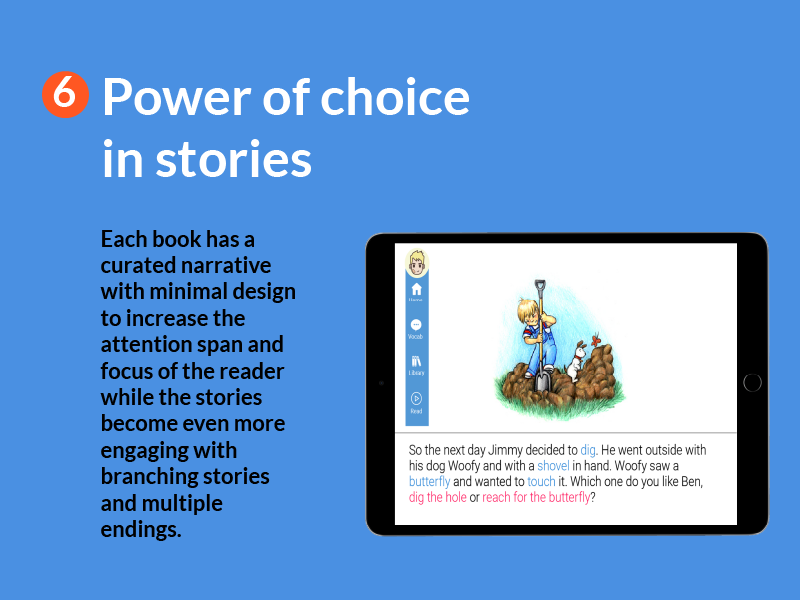 6
Power of choice
in stories
Each book has a
curated narrative
with minimal design
to increase the
attention span and
focus of the reader
while the stories
become even more
engaging with
branching stories
and multiple
endings.
Vocab
Library
Read
So the next day Jimmy decided to dig. He went outside with
his dog Woofy and with a shovel in hand. Woofy saw a
butterfly and wanted to touch it. Which one do you like Ben,
dig the hole or reach for the butterfly?